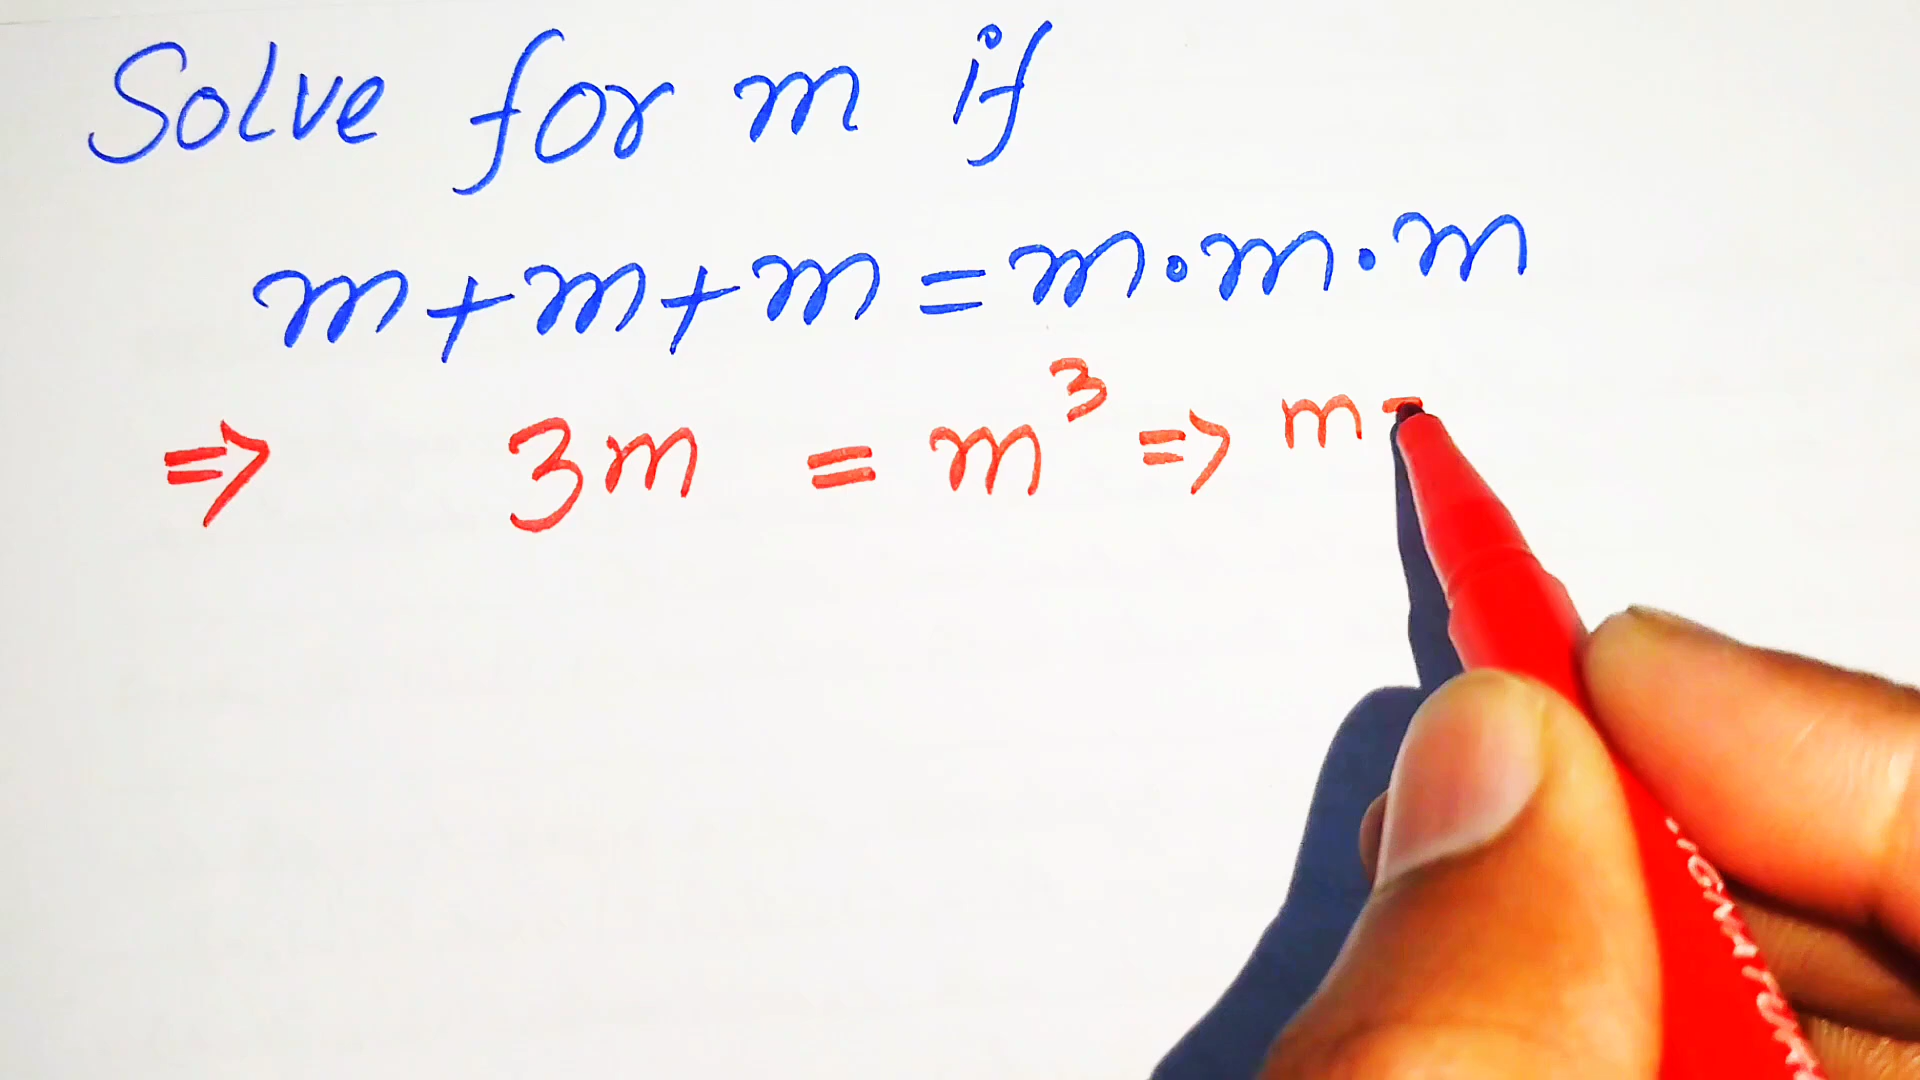 Solve for m if
m + m + m = m · m · m
⇒ 3m = m³ ⇒ m